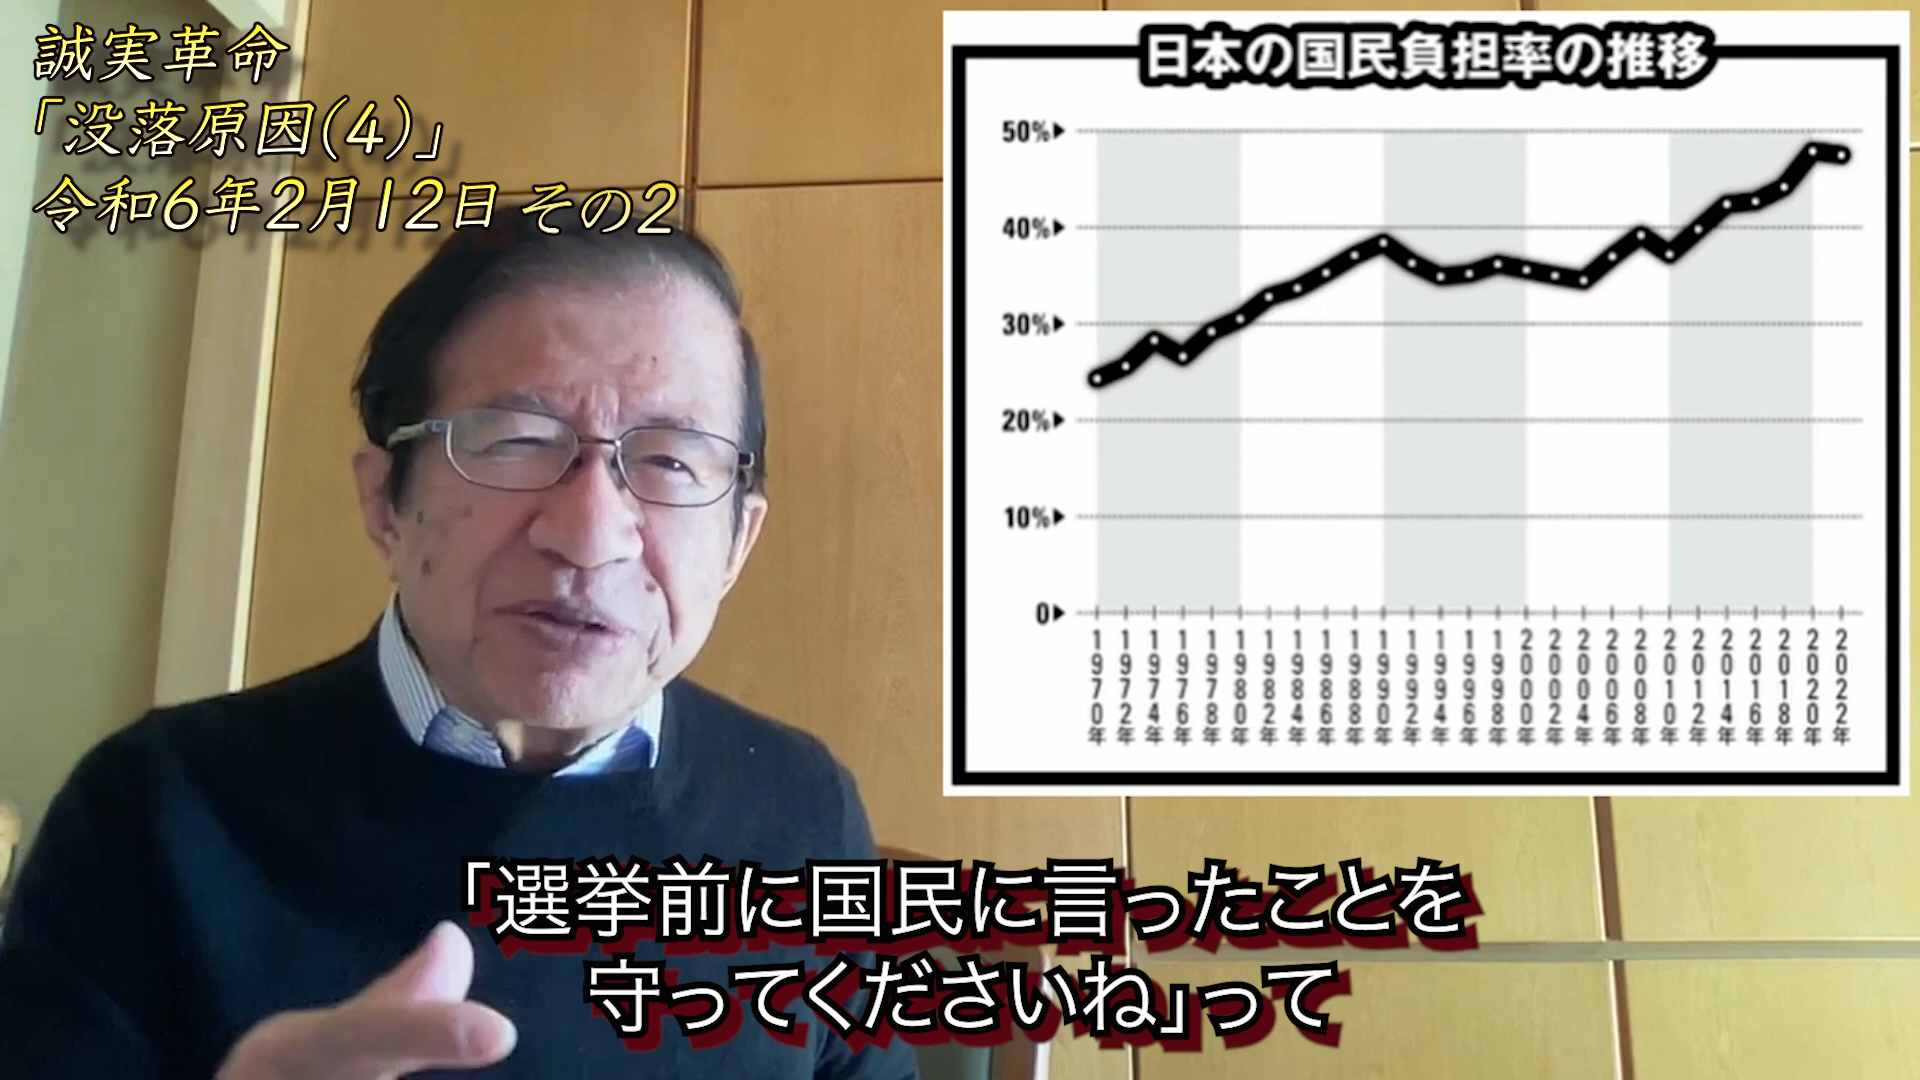 誠実革命
「没落原因(4)」
令和6年2月12日 その2
日本の国民負担率の推移
50%▶
40%▶
30%▶
20%▶
10%▶
0▶
1970年
1972年
1974年
1976年
1978年
1980年
1982年
1984年
1986年
1988年
1990年
1992年
1994年
1996年
1998年
2000年
2002年
2004年
2006年
2008年
2010年
2012年
2014年
2016年
2018年
2020年
2022年
「選挙前に国民に言ったことを
守ってくださいね」って